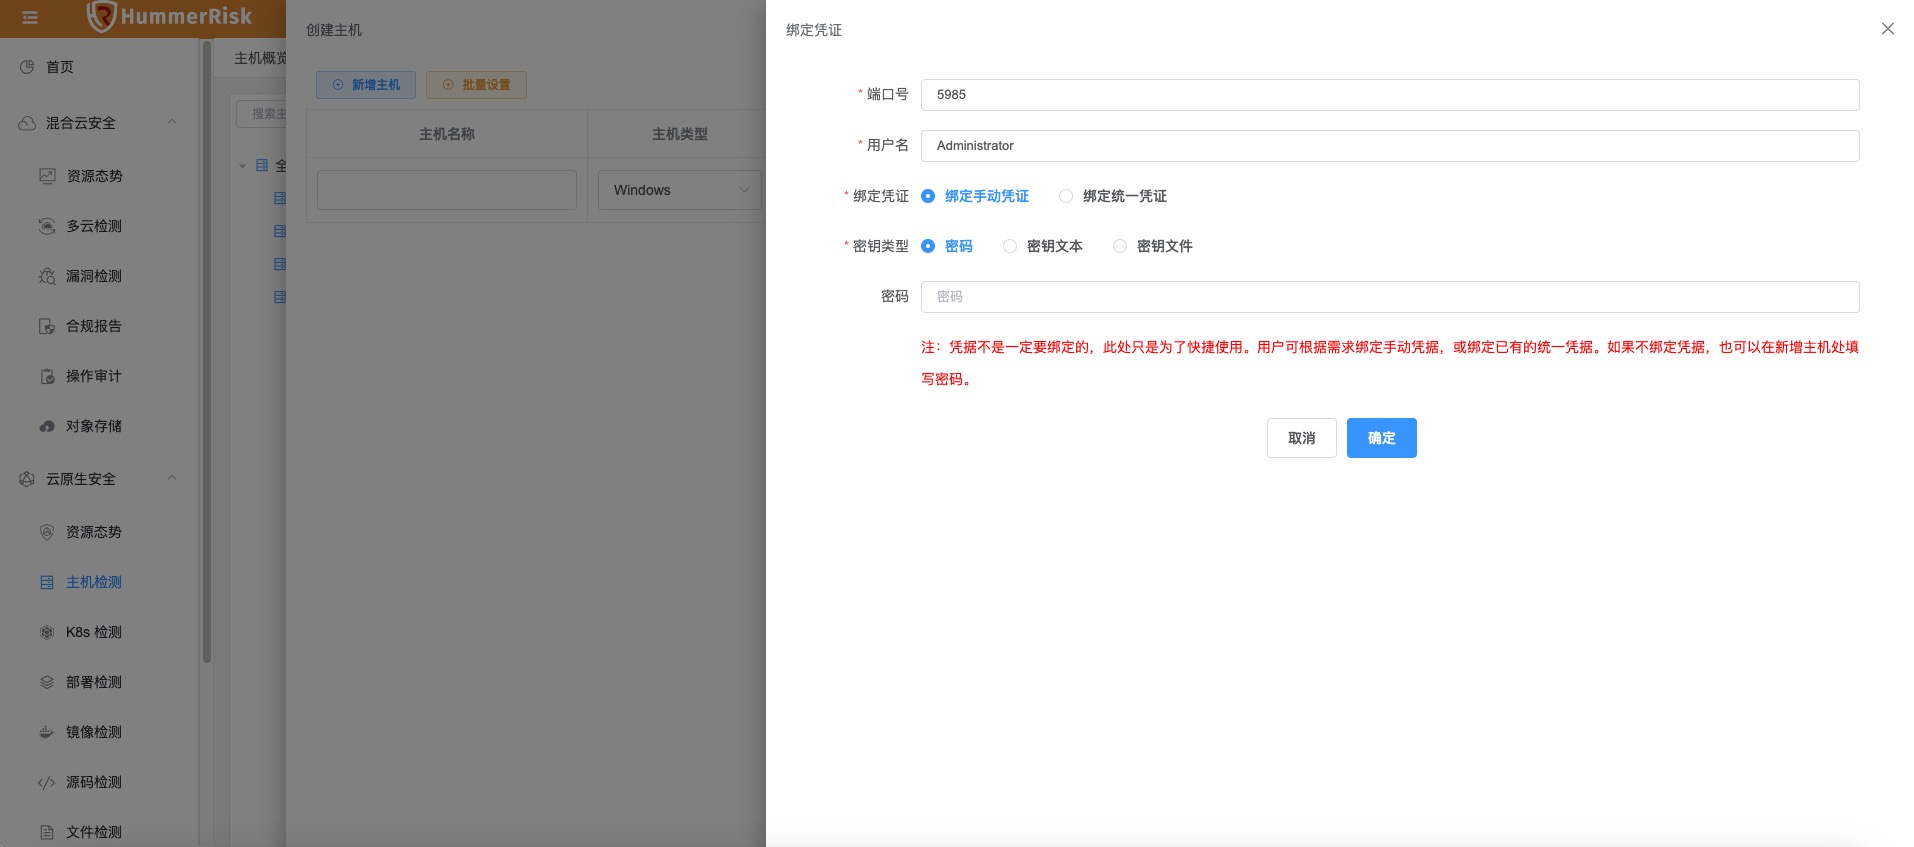 HummerRisk
首页
混合云安全
资源态势
多云检测
漏洞检测
合规报告
操作审计
对象存储
云原生安全
资源态势
主机检测
K8s 检测
部署检测
镜像检测
源码检测
文件检测
主机概览
搜索主
全
创建主机
新增主机
批量设置
主机名称
主机类型
Windows
绑定凭证
* 端口号
5985
* 用户名
Administrator
* 绑定凭证
绑定手动凭证
绑定统一凭证
* 密钥类型
密码
密钥文本
密钥文件
密码
密码
注：凭据不是一定要绑定的，此处只是为了快捷使用。用户可根据需求绑定手动凭据，或绑定已有的统一凭据。如果不绑定凭据，也可以在新增主机处填
写密码。
取消
确定